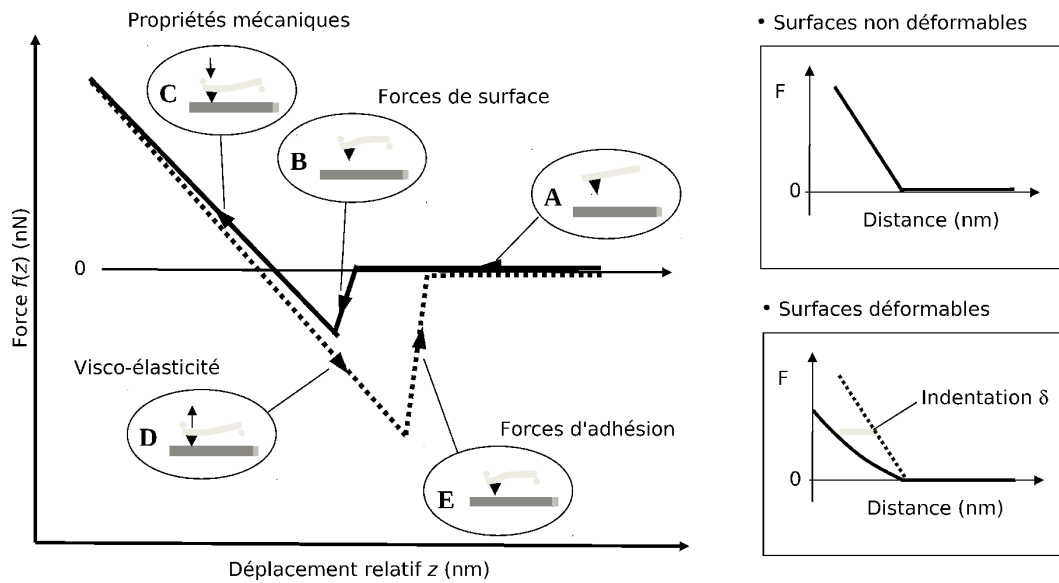 Propriétés mécaniques
C
Forces de surface
B
A
Force f(z) (nN)
0
Visco-élasticité
D
Forces d'adhésion
E
Déplacement relatif z (nm)
• Surfaces non déformables
F
0
Distance (nm)
• Surfaces déformables
F
Indentation δ
0
Distance (nm)